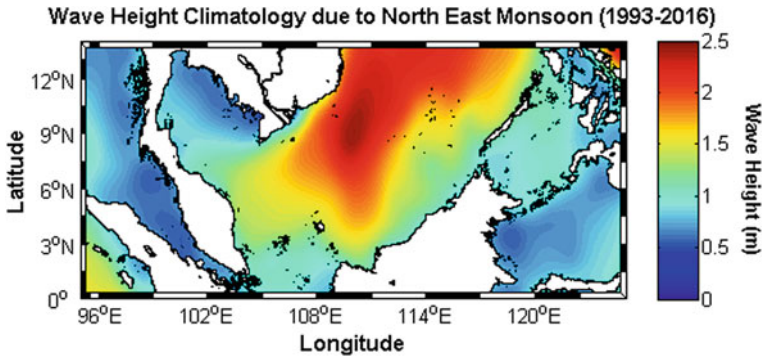 Wave Height Climatology due to North East Monsoon (1993-2016)
12°N
9°N
6°N
3°N
0°
Latitude
96°E 102°E 108°E 114°E 120°E
Longitude
2.5
2
1.5
1
0.5
0
Wave Height (m)